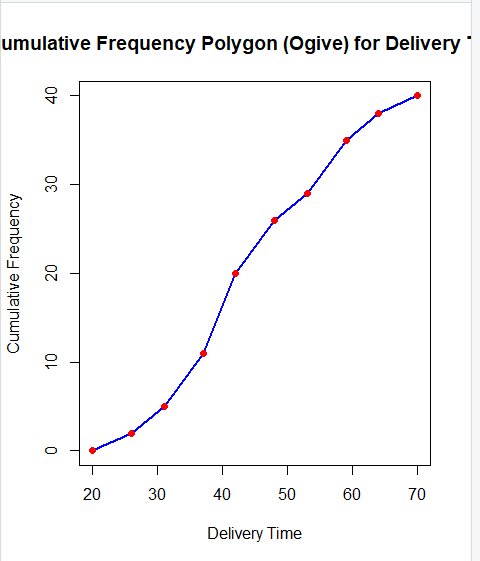 umulative Frequency Polygon (Ogive) for Delivery
40
30
20
10
0
Cumulative Frequency
20 30 40 50 60 70
Delivery Time